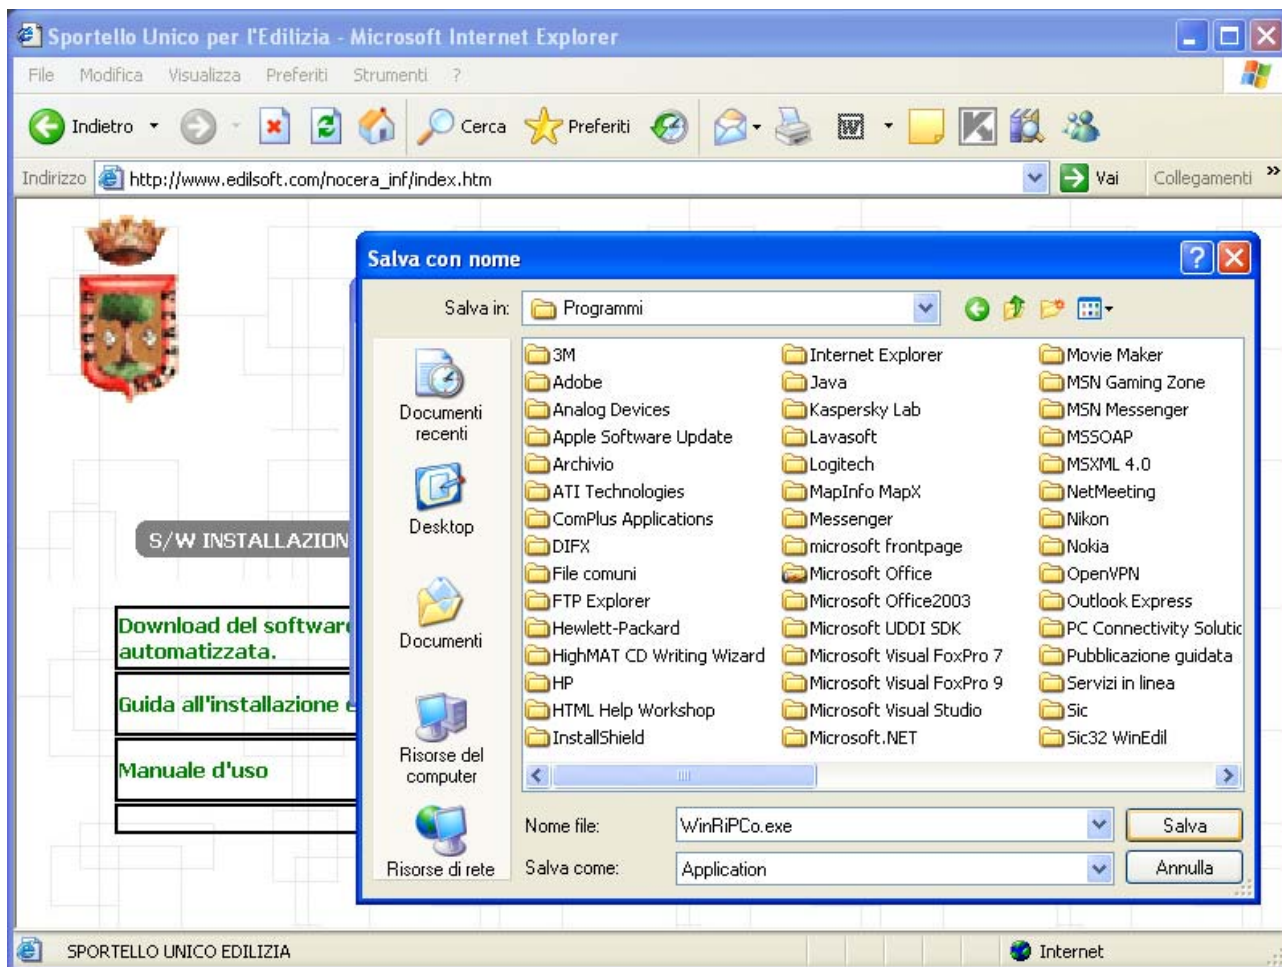 Sportello Unico per l'Edilizia - Microsoft Internet Explorer
File Modifica Visualizza Preferiti Strumenti ?
Indietro Cerca Preferiti
Indirizzo http://www.edilsoft.com/nocera_inf/index.htm Vai Collegamenti »
Salva con nome
Salva in: Programmi
3M Internet Explorer Movie Maker
Adobe Java MSN Gaming Zone
Analog Devices Kaspersky Lab MSN Messenger
Apple Software Update Lavasoft MSSOAP
Archivio Logitech MSXML 4.0
ATI Technologies MapInfo MapX NetMeeting
ComPlus Applications Messenger Nikon
DIFX microsoft frontpage Nokia
File comuni Microsoft Office OpenVPN
FTP Explorer Microsoft Office2003 Outlook Express
Hewlett-Packard Microsoft UDDI SDK PC Connectivity Solutio
HighMAT CD Writing Wizard Microsoft Visual FoxPro 7 Pubblicazione guidata
HP Microsoft Visual FoxPro 9 Servizi in linea
HTML Help Workshop Microsoft Visual Studio Sic
InstallShield Microsoft.NET Sic32 WinEdil
Documenti
recenti
Desktop
Documenti
Risorse del
computer
Risorse di rete
Nome file: WinRiPCo.exe Salva
Salva come: Application Annulla
S/W INSTALLAZION
Download del software
automatizzata.
Guida all'installazione e
Manuale d'uso
SPORTELLO UNICO EDILIZIA Internet